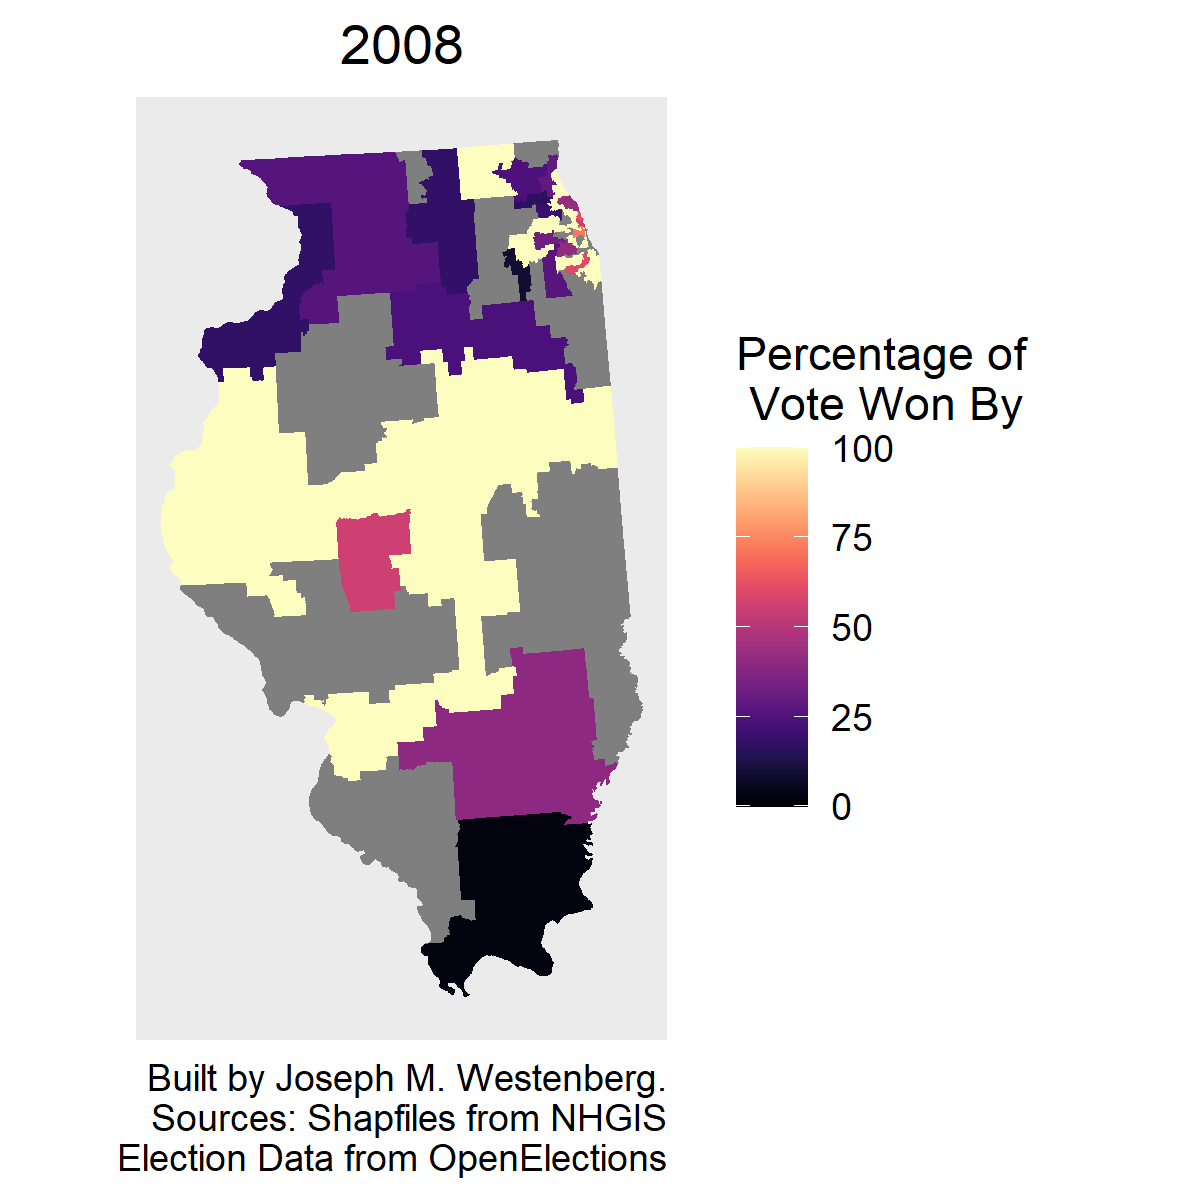 2008
Percentage of
Vote Won By
100
75
50
25
0
Built by Joseph M. Westenberg.
Sources: Shapfiles from NHGIS
Election Data from OpenElections